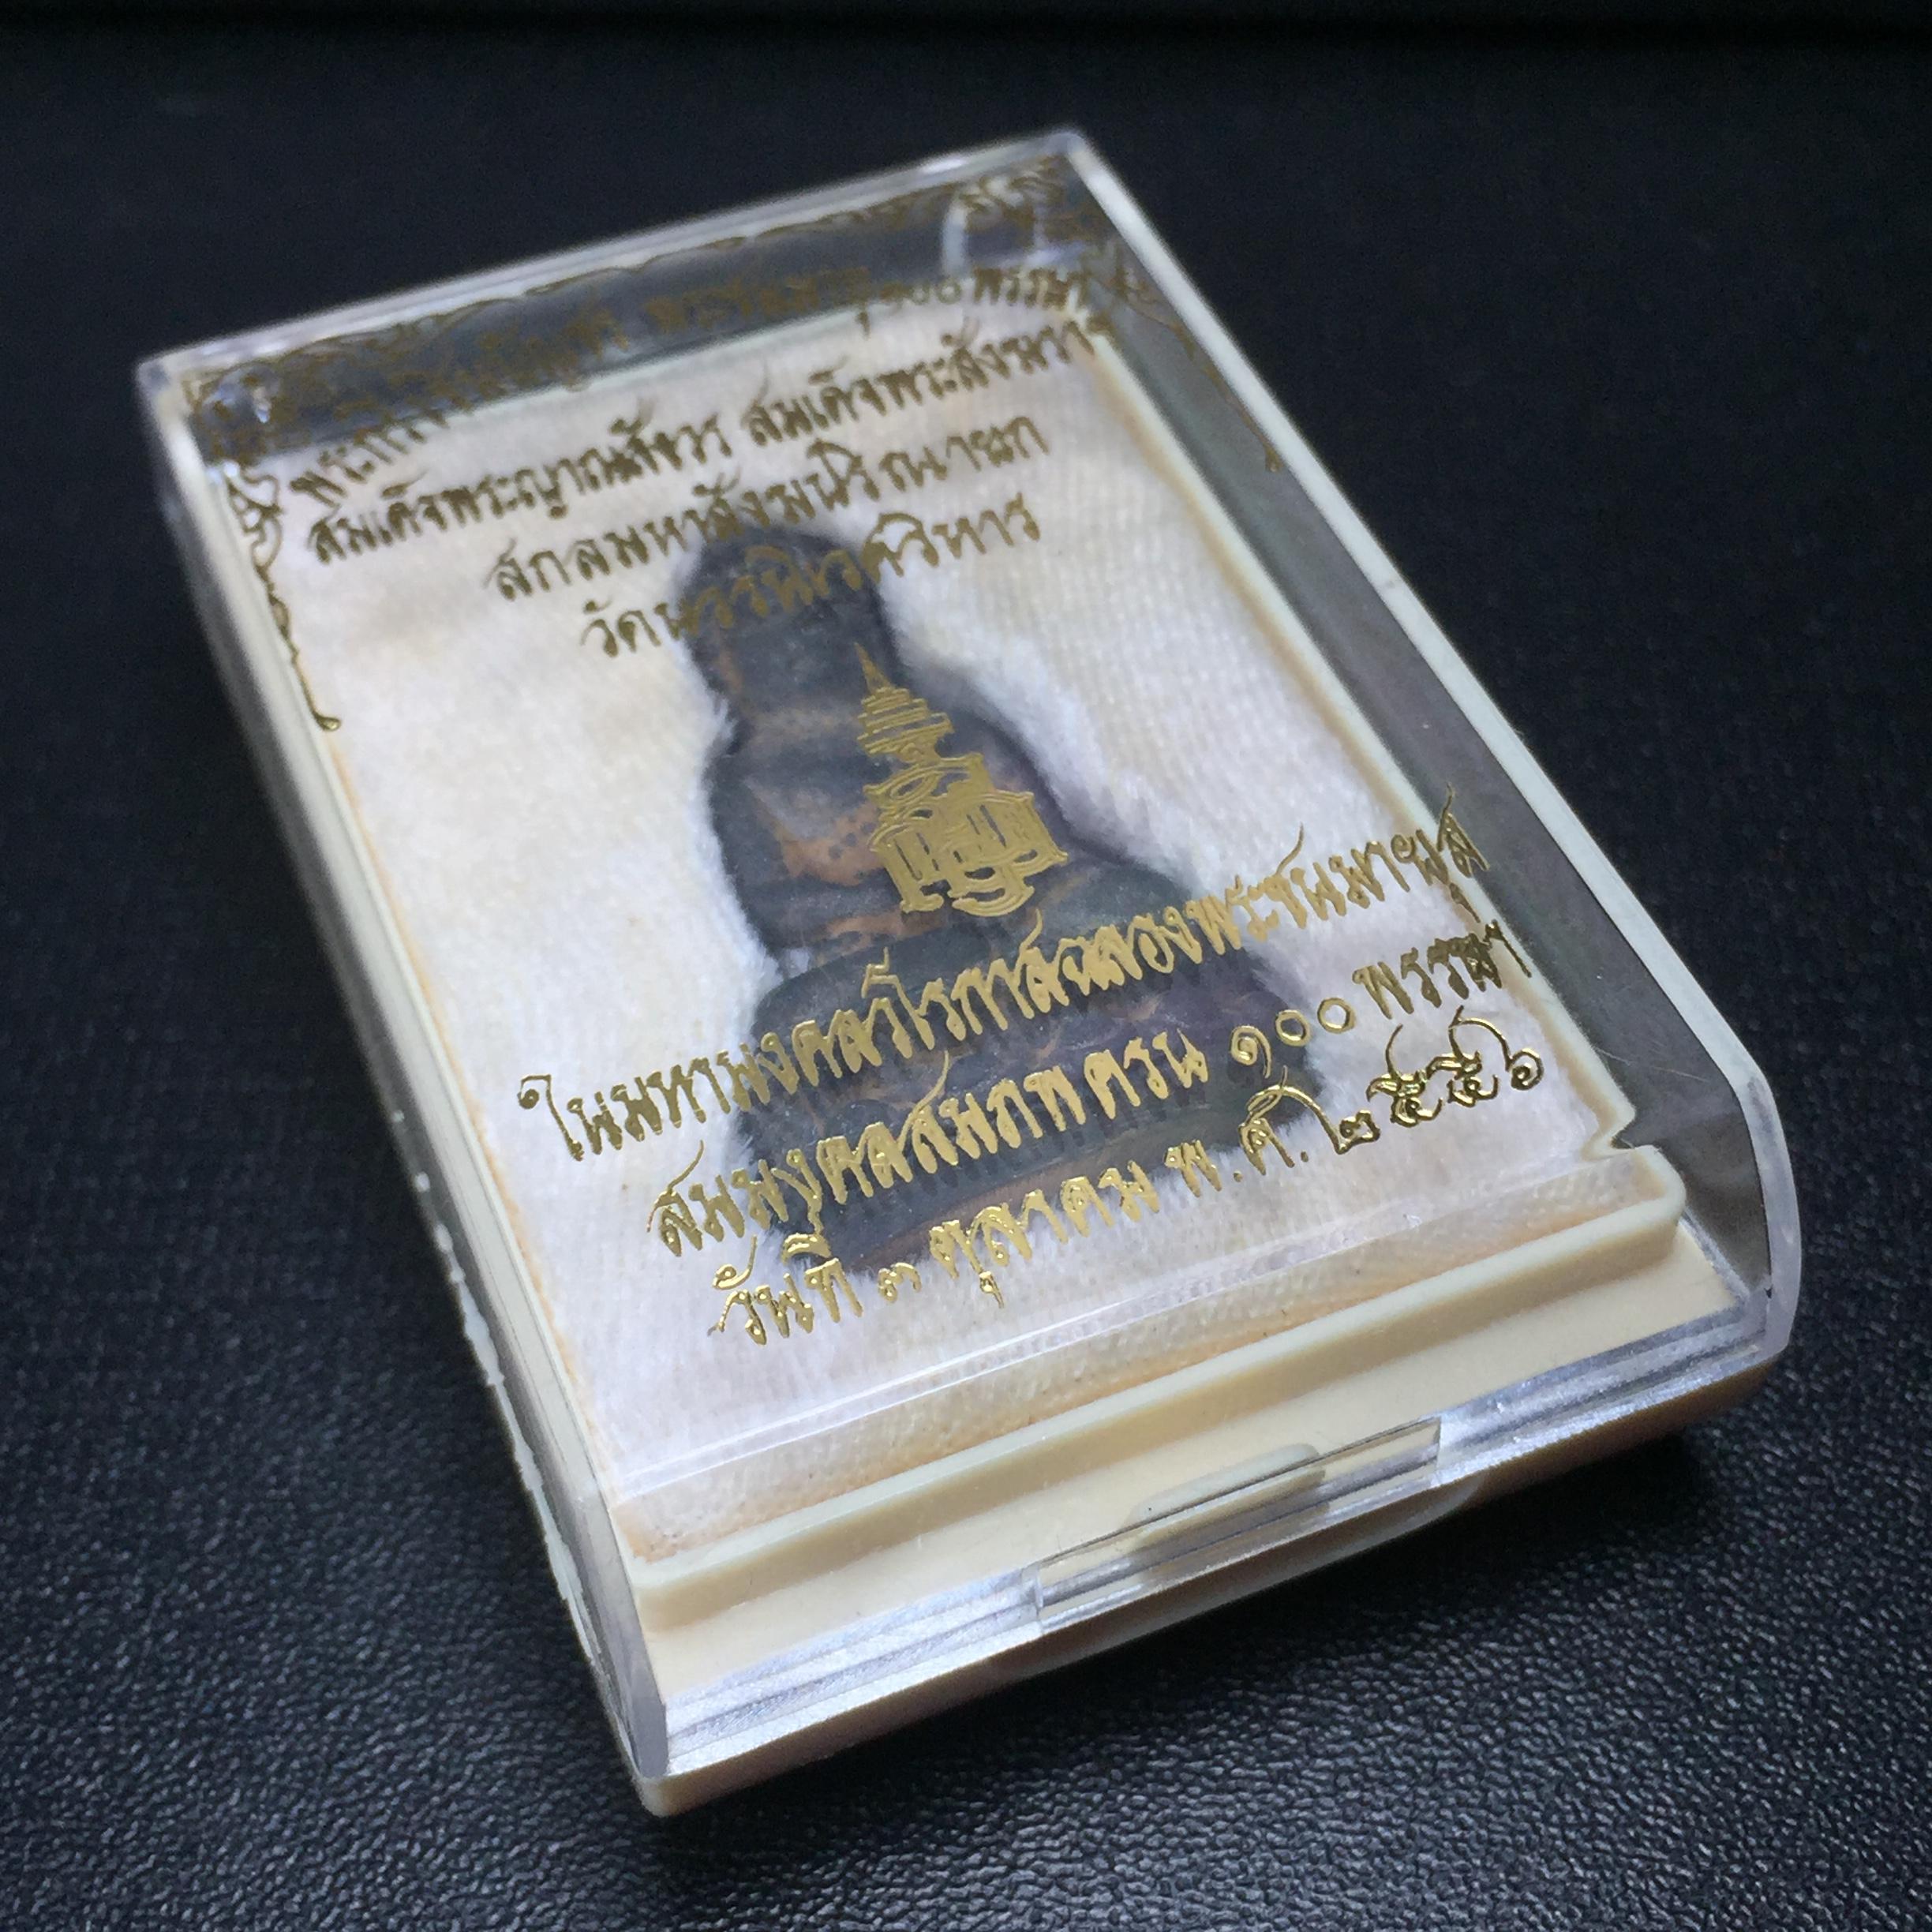 พระกริ่ง ๑๐๐ พรรษา
สมเด็จพระญาณสังวร สมเด็จพระสังฆราช
สกลมหาสังฆปริณายก
วัดบวรนิเวศวิหาร
ในมหามงคลวโรกาสฉลองพระชนมายุส
สมมงคลสมภพครบ ๑๐๐ พรรษา
วันที่ ๓ ตุลาคม พ.ศ. ๒๕๕๖